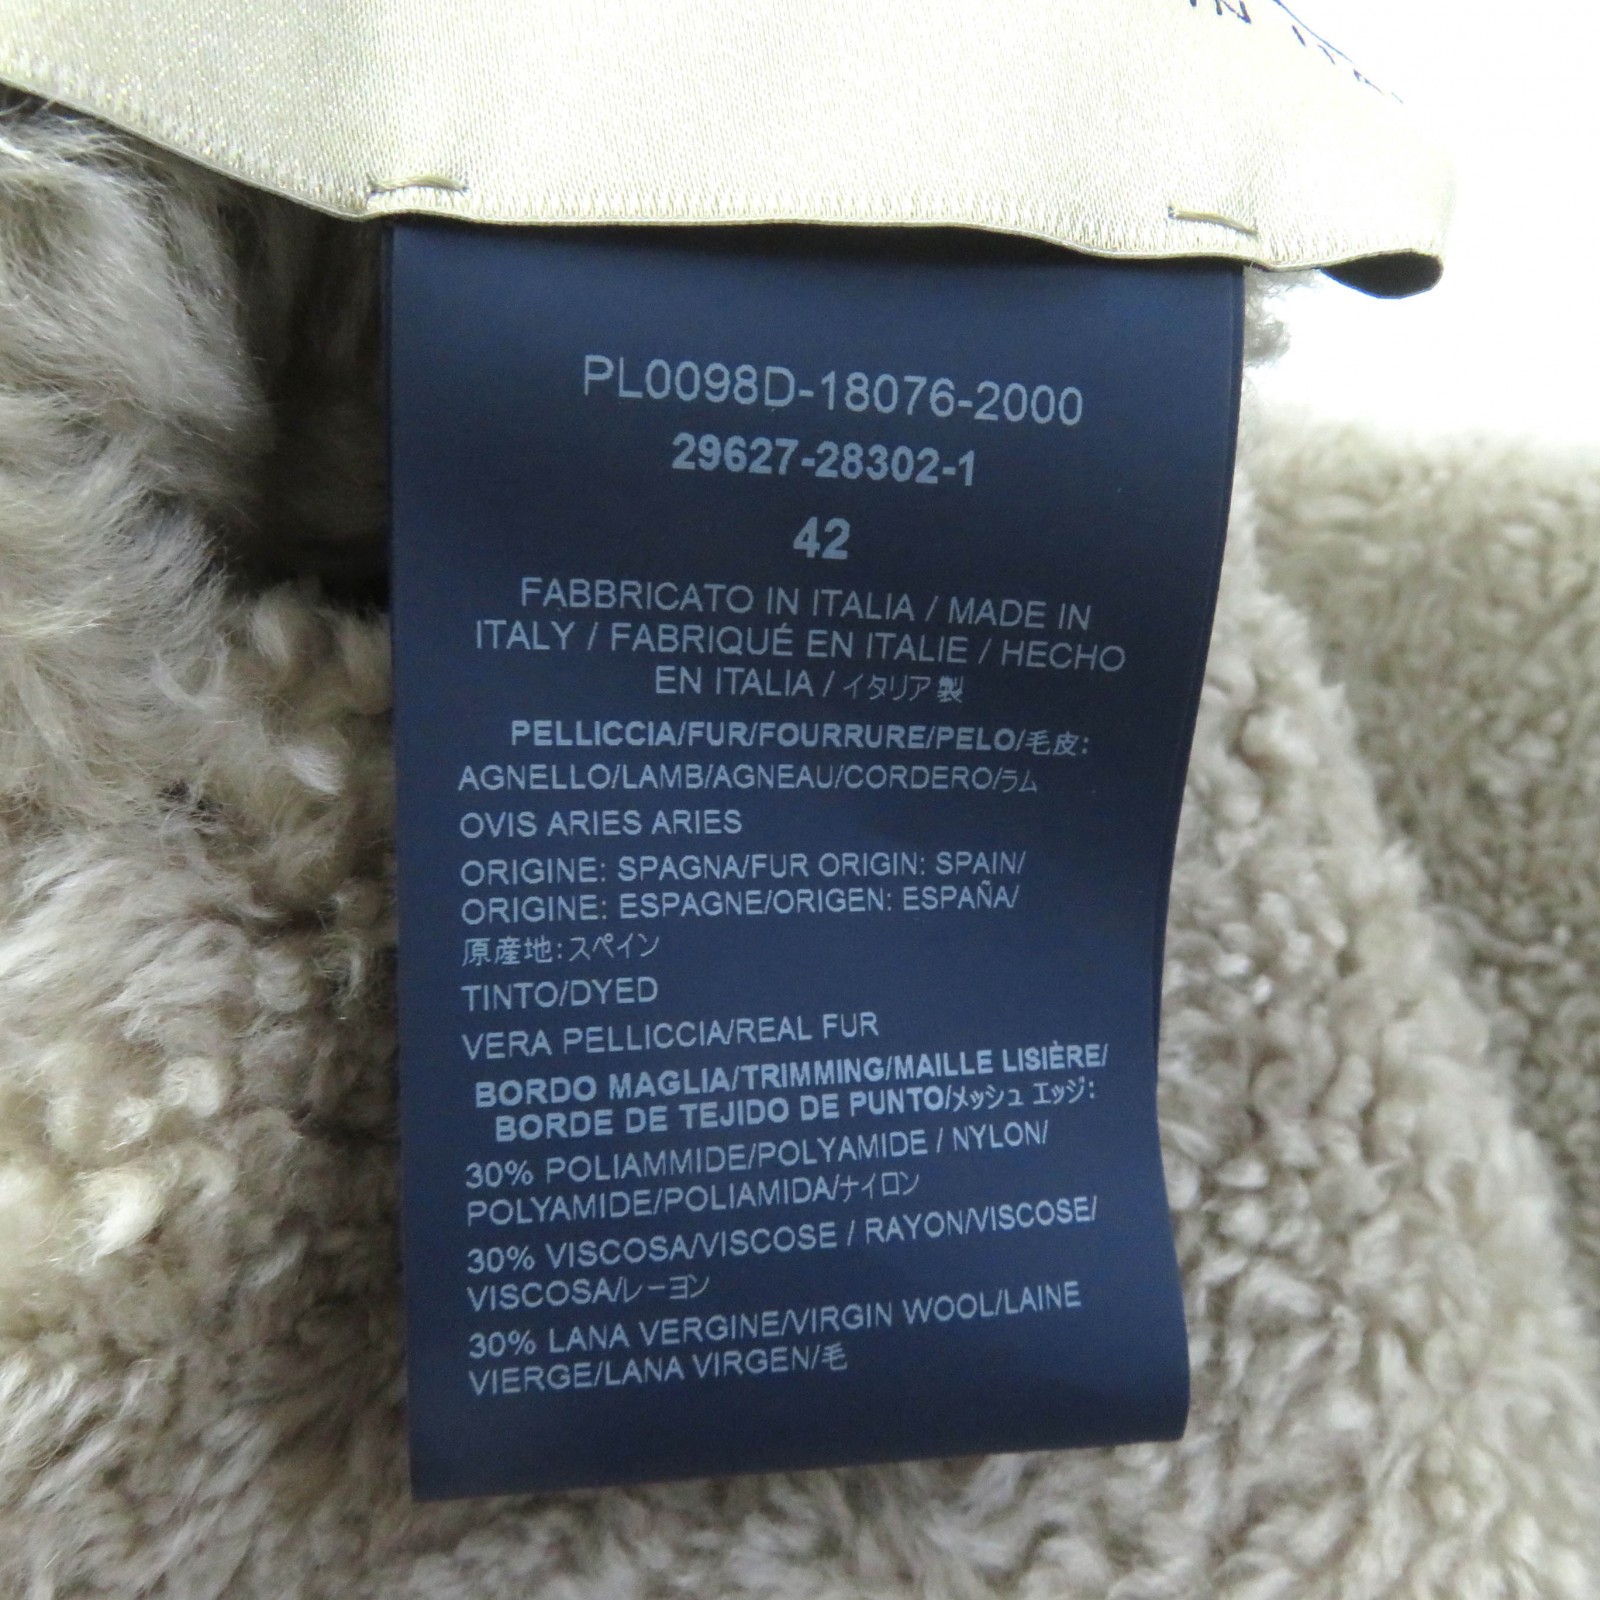 PL0098D-18076-2000
29627-28302-1
42
FABBRICATO IN ITALIA / MADE IN
ITALY / FABRIQUÉ EN ITALIE / HECHO
EN ITALIA / イタリア製
PELLICCIA/FUR/FOURRURE/PELO/毛皮:
AGNELLO/LAMB/AGNEAU/CORDERO/ラム
OVIS ARIES ARIES
ORIGINE: SPAGNA/FUR ORIGIN: SPAIN/
ORIGINE: ESPAGNE/ORIGEN: ESPAÑA/
原産地:スペイン
TINTO/DYED
VERA PELLICCIA/REAL FUR
BORDO MAGLIA/TRIMMING/MAILLE LISIÈRE/
BORDE DE TEJIDO DE PUNTO/メッシュ エッジ:
30% POLIAMMIDE/POLYAMIDE / NYLON/
POLYAMIDE/POLIAMIDA/ナイロン
30% VISCOSA/VISCOSE / RAYON/VISCOSE/
VISCOSA/レーヨン
30% LANA VERGINE/VIRGIN WOOL/LAINE
VIERGE/LANA VIRGEN/毛